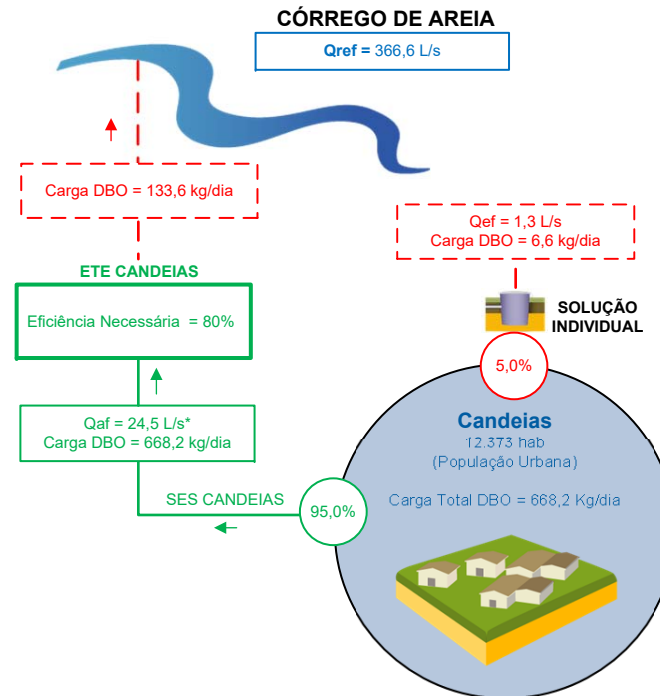 CÓRREGO DE AREIA
Qref = 366,6 L/s
Carga DBO = 133,6 kg/dia
Qef = 1,3 L/s
Carga DBO = 6,6 kg/dia
ETE CANDEIAS
Eficiência Necessária = 80%
SOLUÇÃO
INDIVIDUAL
5,0%
Qaf = 24,5 L/s*
Carga DBO = 668,2 kg/dia
Candeias
12.373 hab
(População Urbana)
Carga Total DBO = 668,2 Kg/dia
SES CANDEIAS
95,0%